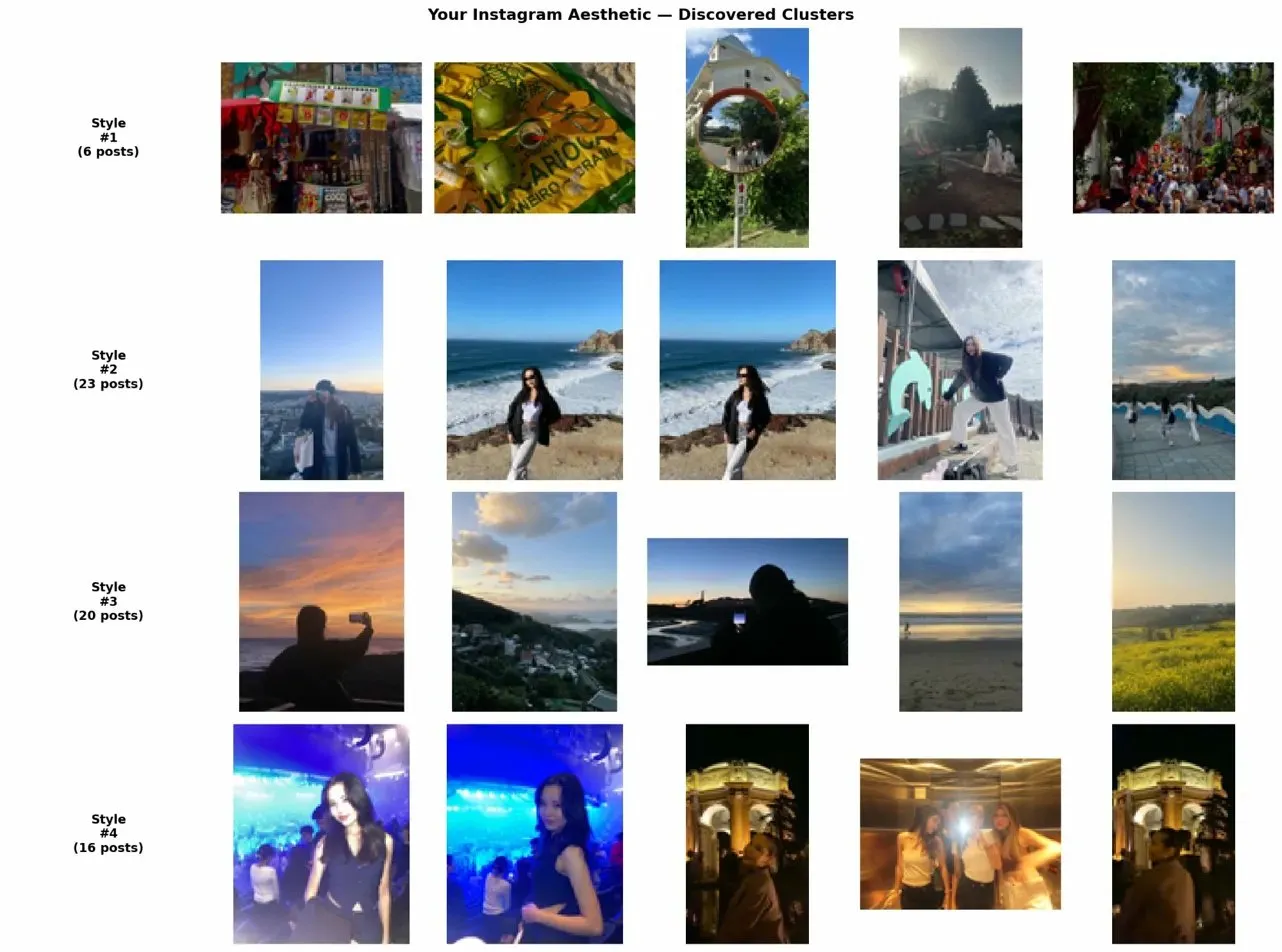 Your Instagram Aesthetic — Discovered Clusters
Style
#1
(6 posts)
COCO
CARIOCA
Style
#2
(23 posts)
Style
#3
(20 posts)
Style
#4
(16 posts)